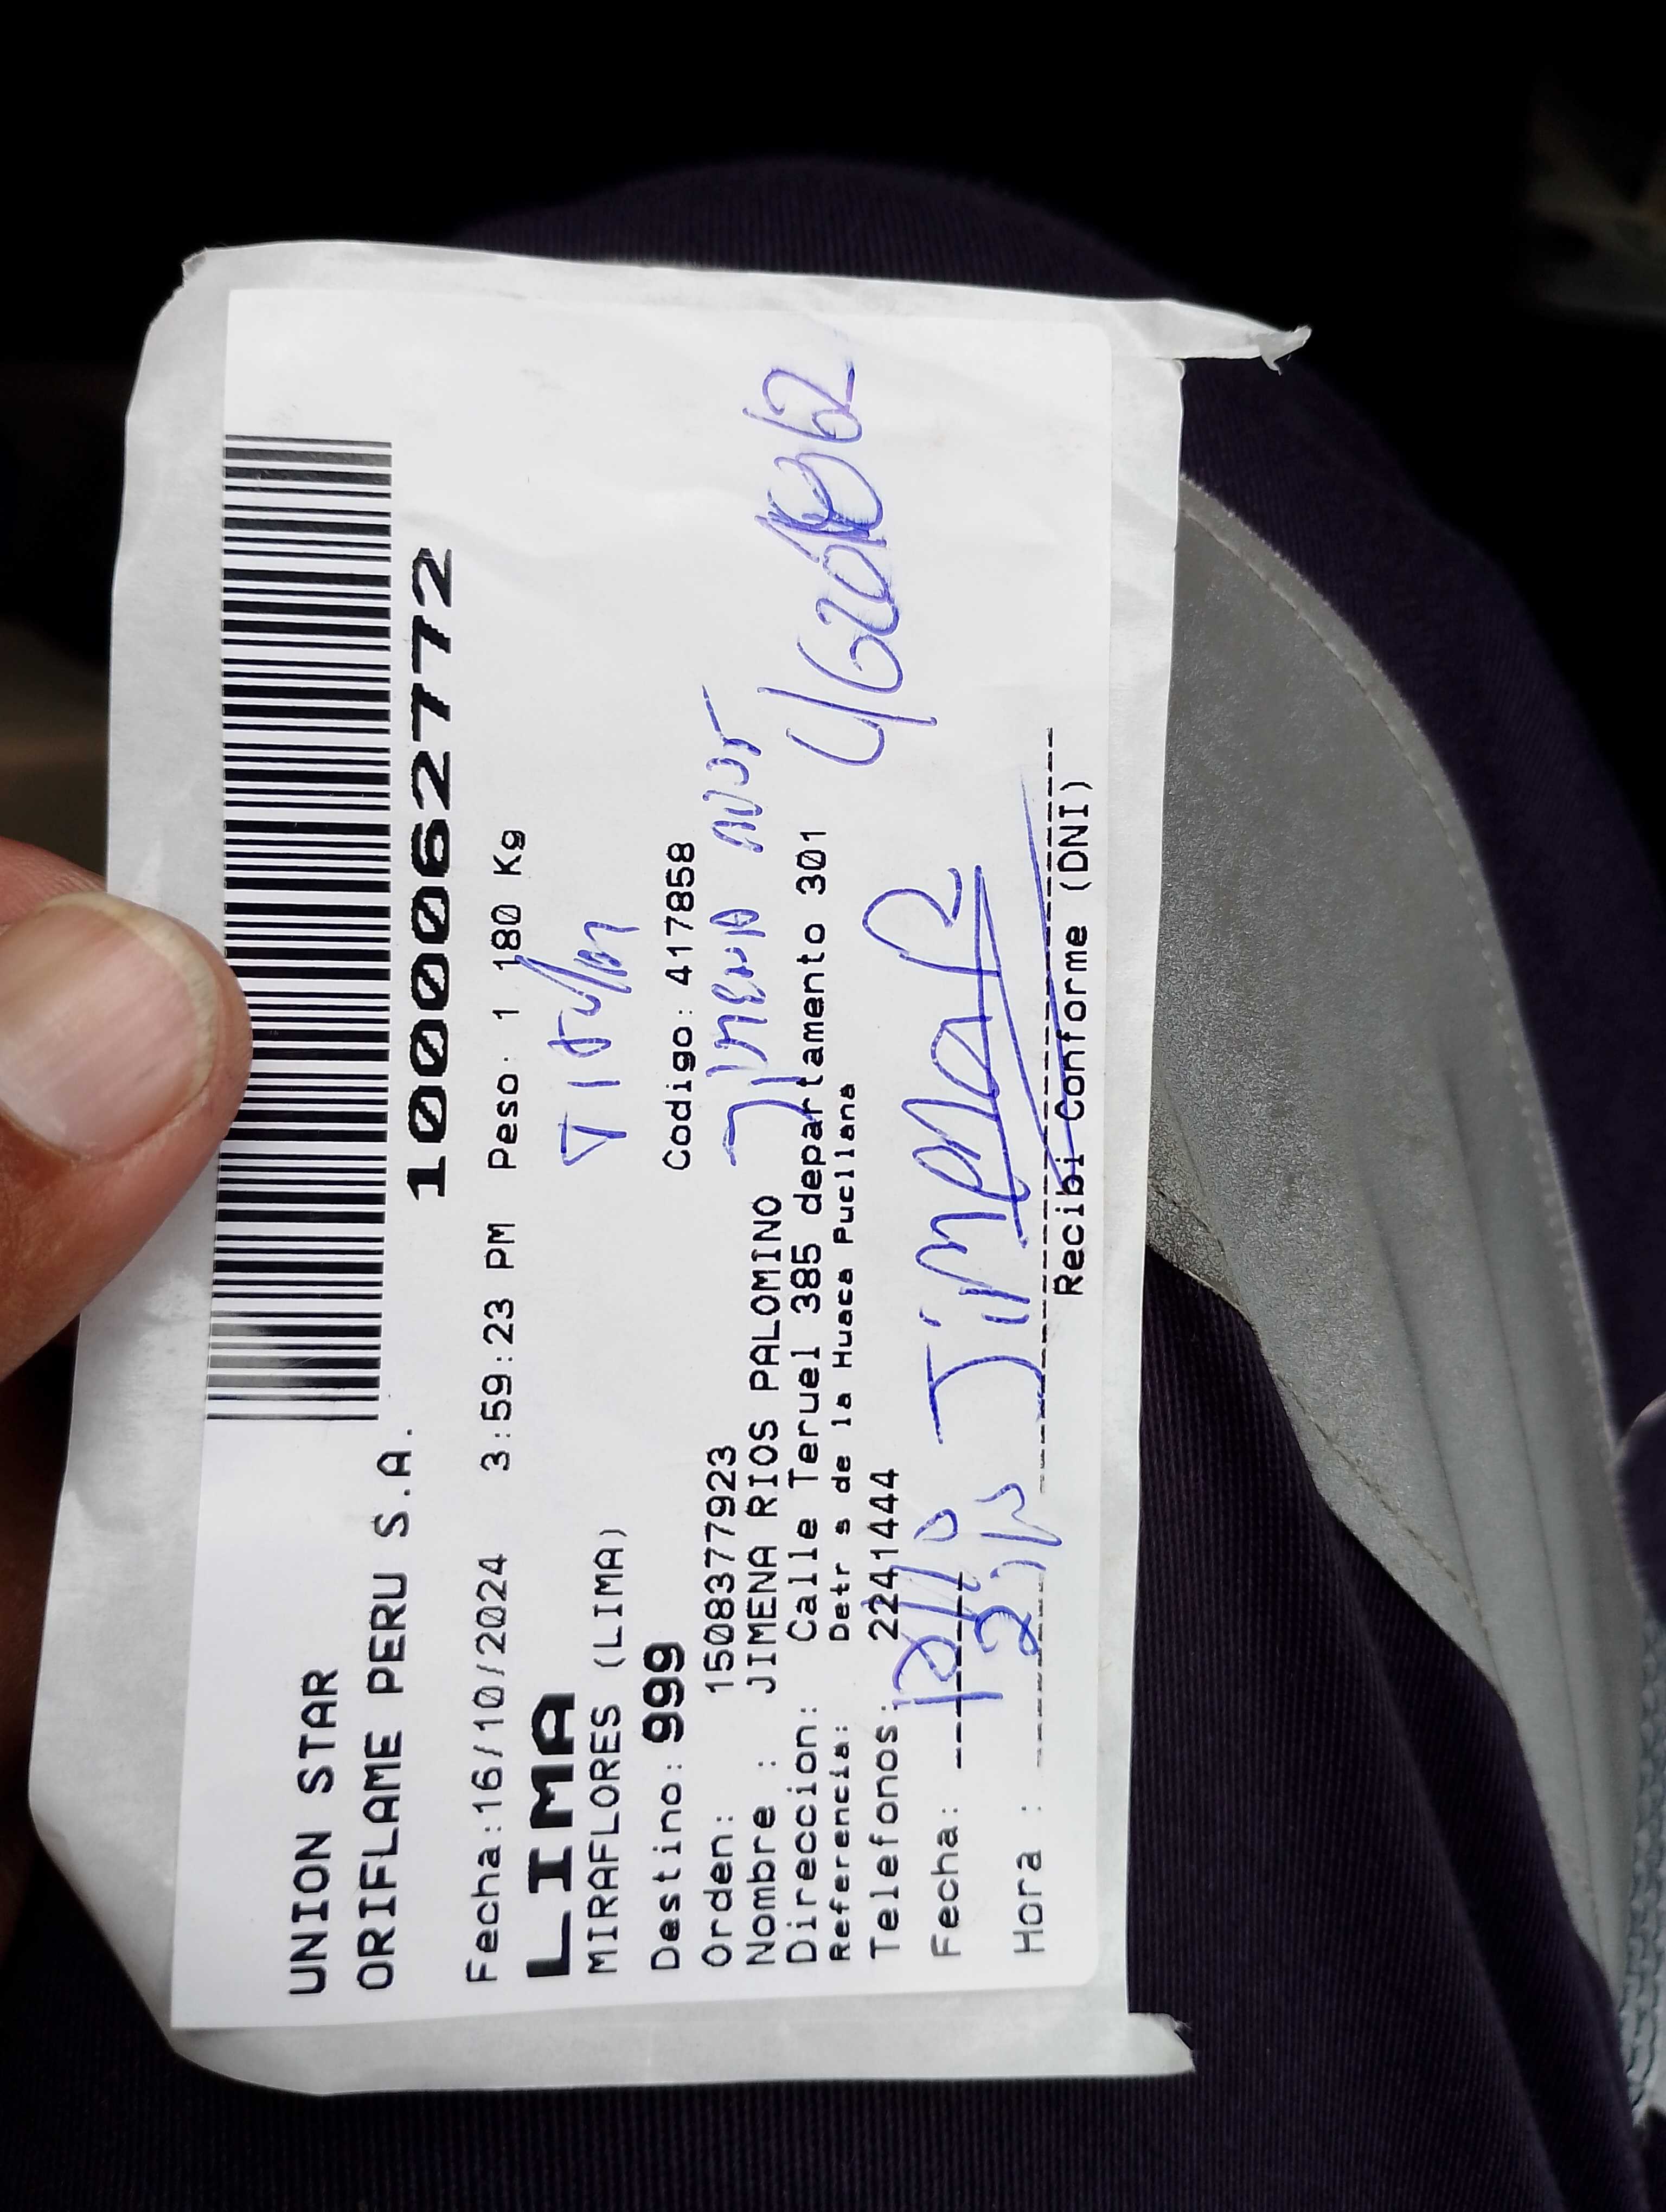 UNION STAR
ORIFLAME PERU S.A.
1000062772
Fecha:16/10/2024 3:59:23 PM Peso: 1 180 Kg
LIMA
MIRAFLORES (LIMA)
Destino: 999 Codigo: 417858
Orden: 1508377923
Nombre : JIMENA RIOS PALOMINO
Direccion: Calle Teruel 385 departamento 301
Referencia: Detr s de la Huaca Pucllana
Telefonos: 2241444
Fecha: Jimena
Hora :
Recibi Conforme (DNI)